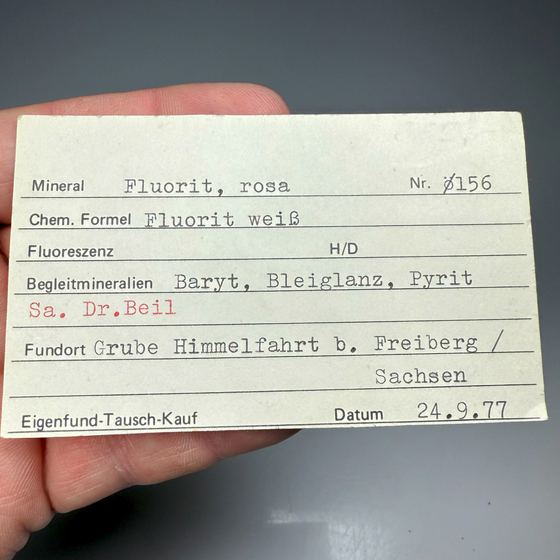 Mineral Fluorit, rosa Nr. Ø156
Chem. Formel Fluorit weiß
Fluoreszenz H/D
Begleitmineralien Baryt, Bleiglanz, Pyrit
Sa. Dr.Beil
Fundort Grube Himmelfahrt b. Freiberg /
Sachsen
Eigenfund-Tausch-Kauf Datum 24.9.77